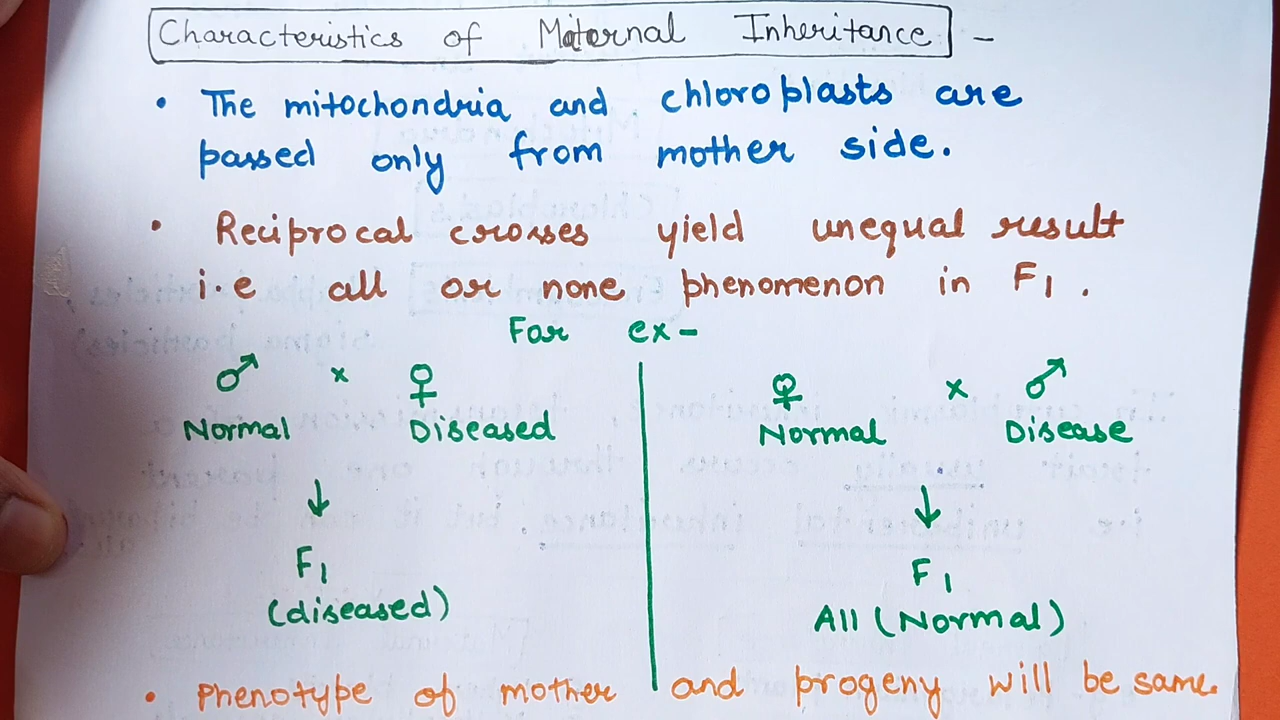 Characteristics of Maternal Inheritance -
• The mitochondria and chloroplasts are
passed only from mother side.
• Reciprocal crosses yield unequal result
i.e all or none phenomenon in F1.
For ex-
♂ × ♀ ♀ × ♂
Normal Diseased Normal Disease
↓ ↓
F1 F1
(diseased) All (Normal)
• Phenotype of mother and progeny will be same.